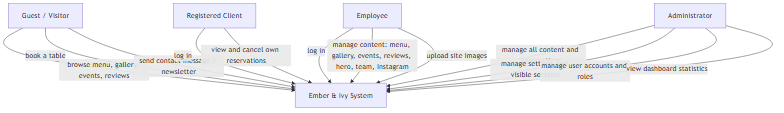 Guest / Visitor
Registered Client
Employee
Administrator
book a table
browse menu, galler
events, reviews
send contact message
newsletter
log in
view and cancel own
reservations
log in
manage content: menu,
gallery, events, reviews,
hero, team, Instagram
upload site images
manage all content and
manage sett
visible se
manage user accounts and
roles
view dashboard statistics
Ember & Ivy System